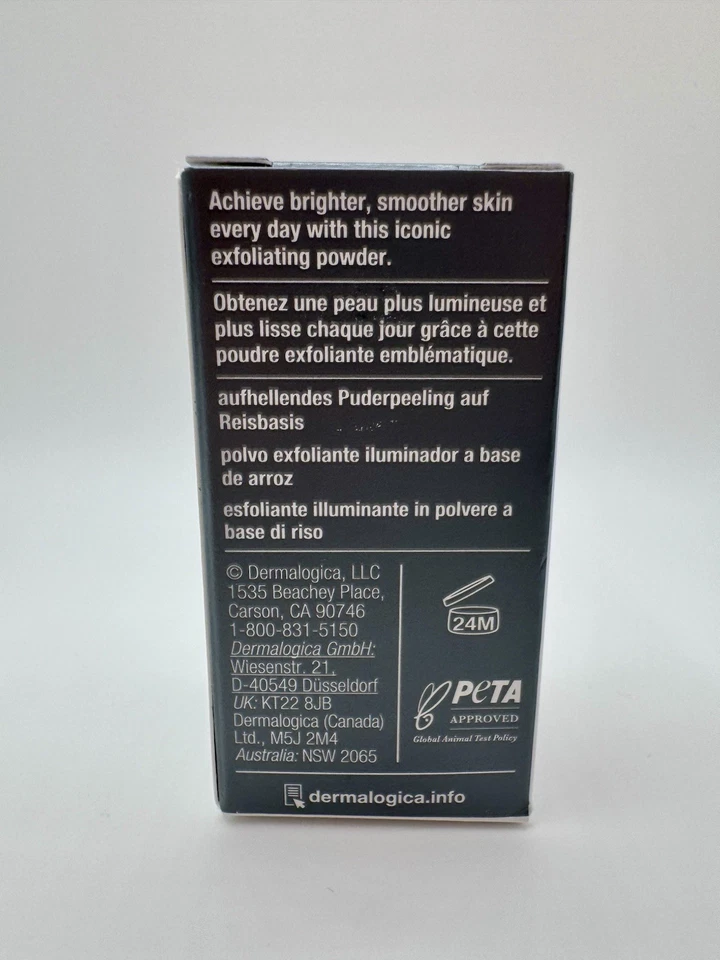 Achieve brighter, smoother skin
every day with this iconic
exfoliating powder.
Obtenez une peau plus lumineuse et
plus lisse chaque jour grâce à cette
poudre exfoliante emblématique.
aufhellendes Puderpeeling auf
Reisbasis
polvo exfoliante iluminador a base
de arroz
esfoliante illuminante in polvere a
base di riso
© Dermalogica, LLC
1535 Beachey Place,
Carson, CA 90746
1-800-831-5150
Dermalogica GmbH:
Wiesenstr. 21,
D-40549 Düsseldorf
UK: KT22 8JB
Dermalogica (Canada)
Ltd., M5J 2M4
Australia: NSW 2065
24M
PETA
APPROVED
Global Animal Test Policy
dermalogica.info